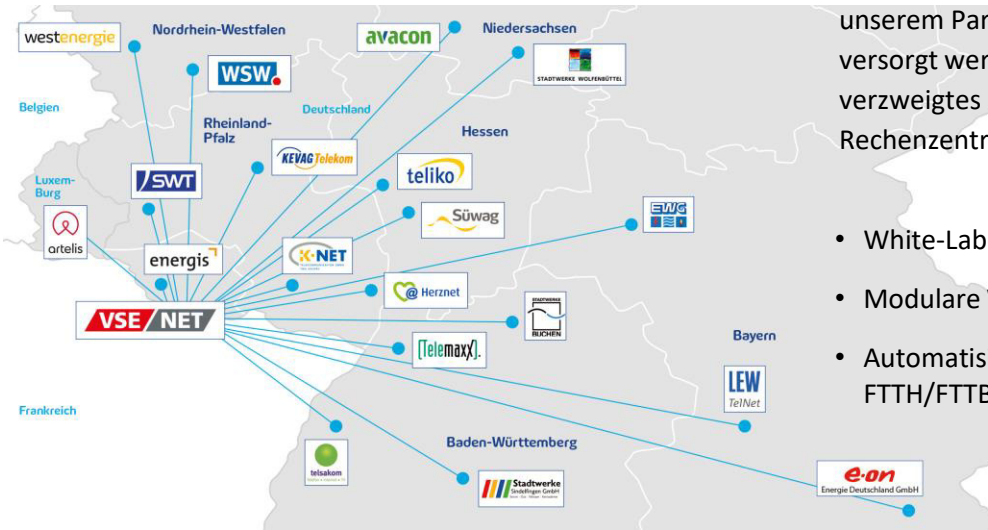 westenergie
Nordrhein-Westfalen
avacon
Niedersachsen
WSW.
STADTWERKE WOLFENBÜTTEL
Belgien
Deutschland
Rheinland-
Pfalz
Hessen
KEVAG Telekom
teliko
SWT
Luxem-
Burg
Süwag
EWG
artelis
energis
K-NET
@ Herznet
STADTWERKE
BUCHEN
VSE NET
[Telemaxx].
Bayern
LEW
TelNet
Frankreich
telsakom
Baden-Württemberg
Stadtwerke
Sindelfingen GmbH
e.on
Energie Deutschland GmbH
unserem Par
versorgt wer
verzweigtes
Rechenzentr
• White-Lab
• Modulare
• Automatis
FTTH/FTTB